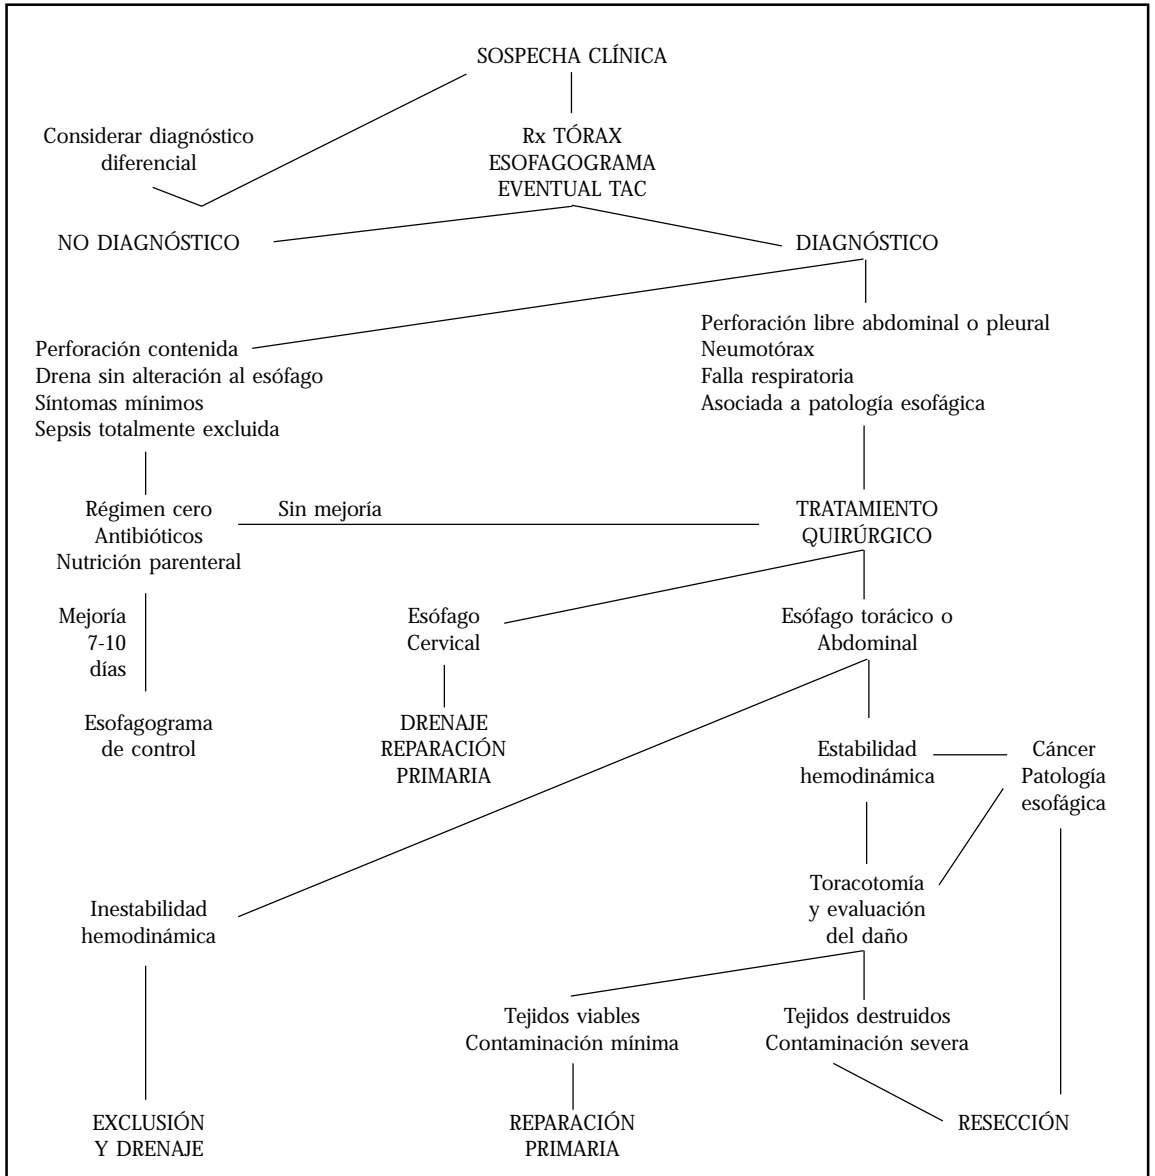 SOSPECHA CLÍNICA
Considerar diagnóstico
diferencial
Rx TÓRAX
ESOFAGOGRAMA
EVENTUAL TAC
NO DIAGNÓSTICO
DIAGNÓSTICO
Perforación contenida
Drena sin alteración al esófago
Síntomas mínimos
Sepsis totalmente excluida
Perforación libre abdominal o pleural
Neumotórax
Falla respiratoria
Asociada a patología esofágica
Régimen cero
Antibióticos
Nutrición parenteral
Sin mejoría
TRATAMIENTO
QUIRÚRGICO
Mejoría
7-10
días
Esófago
Cervical
Esófago torácico o
Abdominal
Esofagograma
de control
DRENAJE
REPARACIÓN
PRIMARIA
Estabilidad
hemodinámica
Cáncer
Patología
esofágica
Inestabilidad
hemodinámica
Toracotomía
y evaluación
del daño
Tejidos viables
Contaminación mínima
Tejidos destruidos
Contaminación severa
EXCLUSIÓN
Y DRENAJE
REPARACIÓN
PRIMARIA
RESECCIÓN